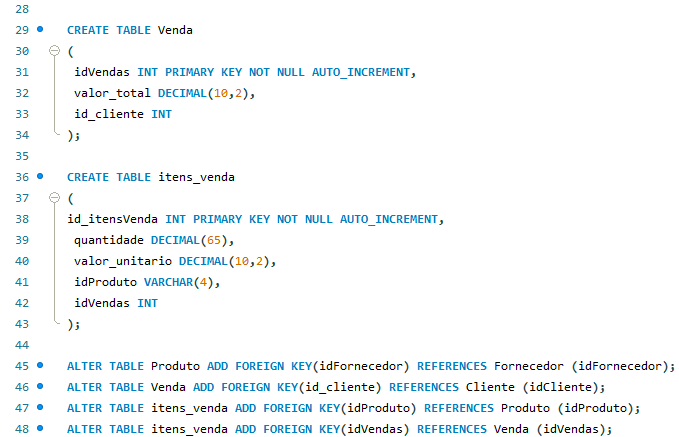 28
29 CREATE TABLE Venda
30 (
31 idVendas INT PRIMARY KEY NOT NULL AUTO_INCREMENT,
32 valor_total DECIMAL(10,2),
33 id_cliente INT
34 );
35
36 CREATE TABLE itens_venda
37 (
38 id_itensVenda INT PRIMARY KEY NOT NULL AUTO_INCREMENT,
39 quantidade DECIMAL(65),
40 valor_unitario DECIMAL(10,2),
41 idProduto VARCHAR(4),
42 idVendas INT
43 );
44
45 ALTER TABLE Produto ADD FOREIGN KEY(idFornecedor) REFERENCES Fornecedor (idFornecedor);
46 ALTER TABLE Venda ADD FOREIGN KEY(id_cliente) REFERENCES Cliente (idCliente);
47 ALTER TABLE itens_venda ADD FOREIGN KEY(idProduto) REFERENCES Produto (idProduto);
48 ALTER TABLE itens_venda ADD FOREIGN KEY(idVendas) REFERENCES Venda (idVendas);